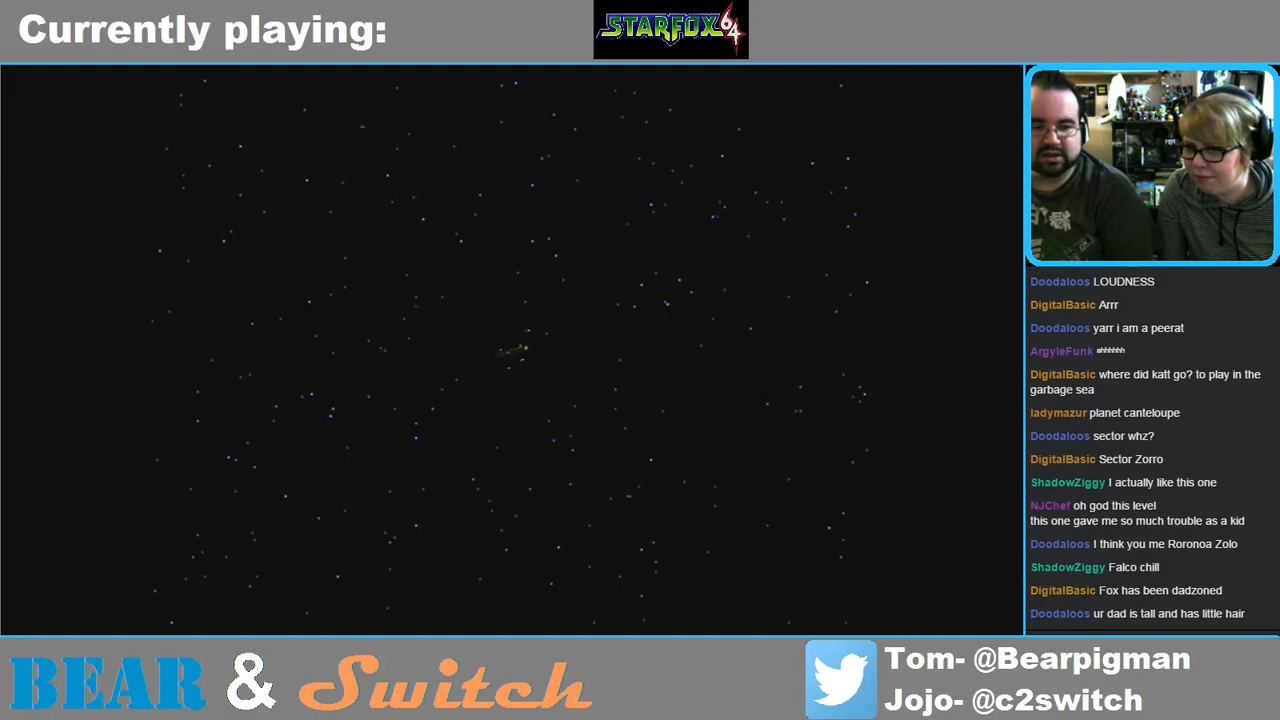 Currently playing:
STARFOX 64
Doodaloos LOUDNESS
DigitalBasic Arrr
Doodaloos yarr i am a peerat
ArgyleFunk ahhhhhh
DigitalBasic where did katt go? to play in the
garbage sea
ladymazur planet canteloupe
Doodaloos sector whz?
DigitalBasic Sector Zorro
ShadowZiggy I actually like this one
NJChef oh god this level
this one gave me so much trouble as a kid
Doodaloos I think you me Roronoa Zolo
ShadowZiggy Falco chill
DigitalBasic Fox has been dadzoned
Doodaloos ur dad is tall and has little hair
BEAR & Switch
Tom- @Bearpigman
Jojo- @c2switch